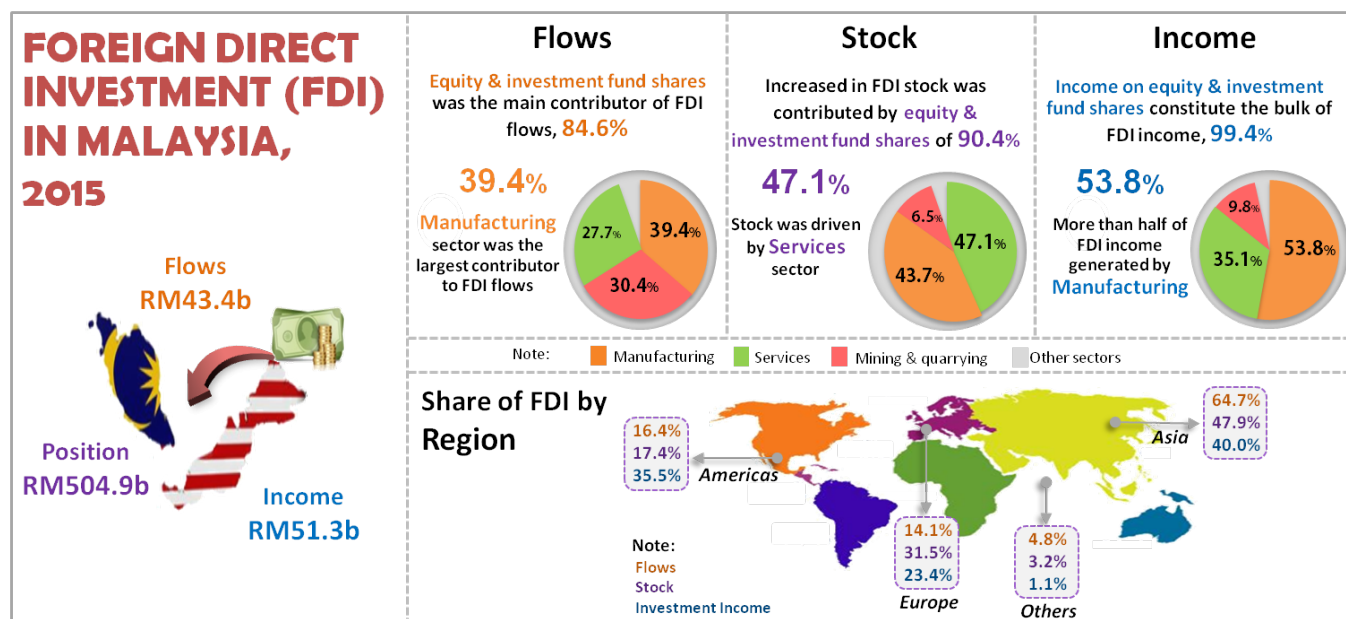 FOREIGN DIRECT
INVESTMENT (FDI)
IN MALAYSIA,
2015
Flows
RM43.4b
Position
RM504.9b
Income
RM51.3b
Flows
Equity & investment fund shares
was the main contributor of FDI
flows, 84.6%
39.4%
Manufacturing
sector was the
largest contributor
to FDI flows
27.7%
39.4%
30.4%
Stock
Increased in FDI stock was
contributed by equity &
investment fund shares of 90.4%
47.1%
Stock was driven
by Services
sector
6.5%
47.1%
43.7%
Income
Income on equity & investment
fund shares constitute the bulk of
FDI income, 99.4%
53.8%
More than half of
FDI income
generated by
Manufacturing
9.8%
53.8%
35.1%
Note: Manufacturing Services Mining & quarrying Other sectors
Share of FDI by
Region
16.4%
17.4%
35.5%
Americas
64.7%
47.9%
40.0%
Asia
14.1%
31.5%
23.4%
Europe
4.8%
3.2%
1.1%
Others
Note:
Flows
Stock
Investment Income